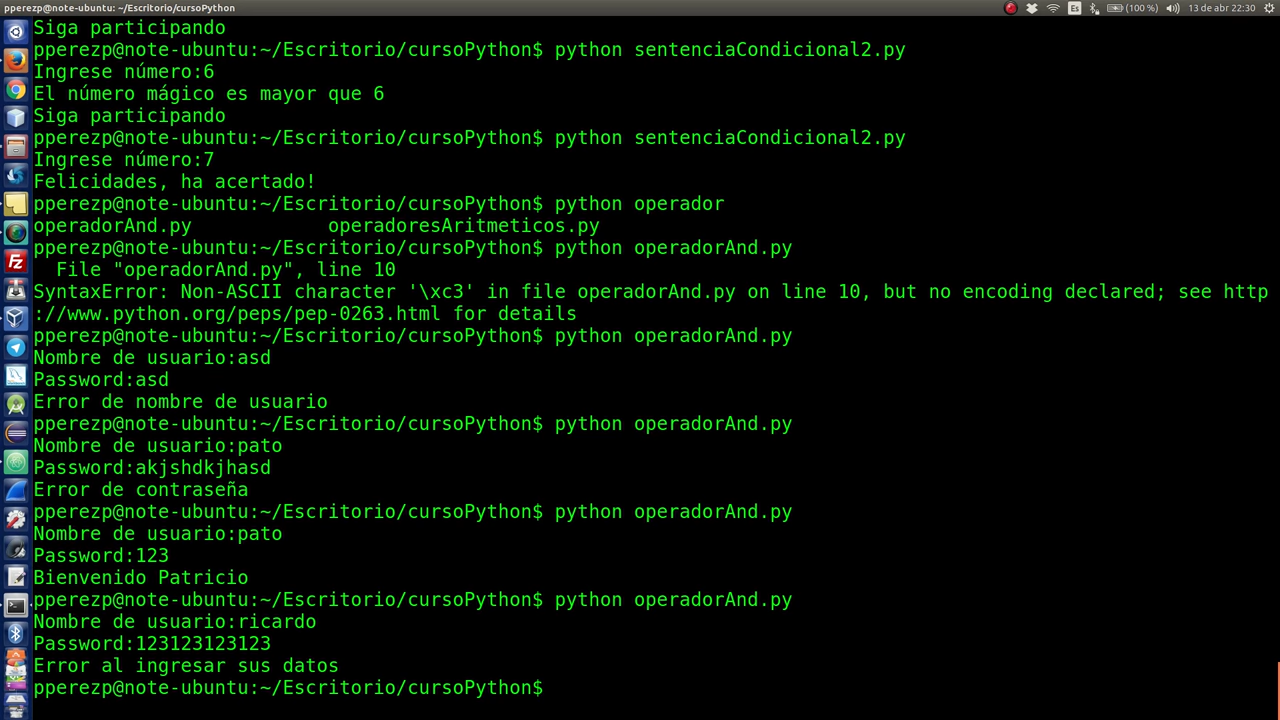 pperezp@note-ubuntu: ~/Escritorio/cursoPython
Es
(100 %)
13 de abr 22:30
Siga participando
pperezp@note-ubuntu:~/Escritorio/cursoPython$ python sentenciaCondicional2.py
Ingrese número:6
El número mágico es mayor que 6
Siga participando
pperezp@note-ubuntu:~/Escritorio/cursoPython$ python sentenciaCondicional2.py
Ingrese número:7
Felicidades, ha acertado!
pperezp@note-ubuntu:~/Escritorio/cursoPython$ python operador
operadorAnd.py            operadoresAritmeticos.py
pperezp@note-ubuntu:~/Escritorio/cursoPython$ python operadorAnd.py
  File "operadorAnd.py", line 10
SyntaxError: Non-ASCII character '\xc3' in file operadorAnd.py on line 10, but no encoding declared; see http
://www.python.org/peps/pep-0263.html for details
pperezp@note-ubuntu:~/Escritorio/cursoPython$ python operadorAnd.py
Nombre de usuario:asd
Password:asd
Error de nombre de usuario
pperezp@note-ubuntu:~/Escritorio/cursoPython$ python operadorAnd.py
Nombre de usuario:pato
Password:akjshdkjhasd
Error de contraseña
pperezp@note-ubuntu:~/Escritorio/cursoPython$ python operadorAnd.py
Nombre de usuario:pato
Password:123
Bienvenido Patricio
pperezp@note-ubuntu:~/Escritorio/cursoPython$ python operadorAnd.py
Nombre de usuario:ricardo
Password:123123123123
Error al ingresar sus datos
pperezp@note-ubuntu:~/Escritorio/cursoPython$